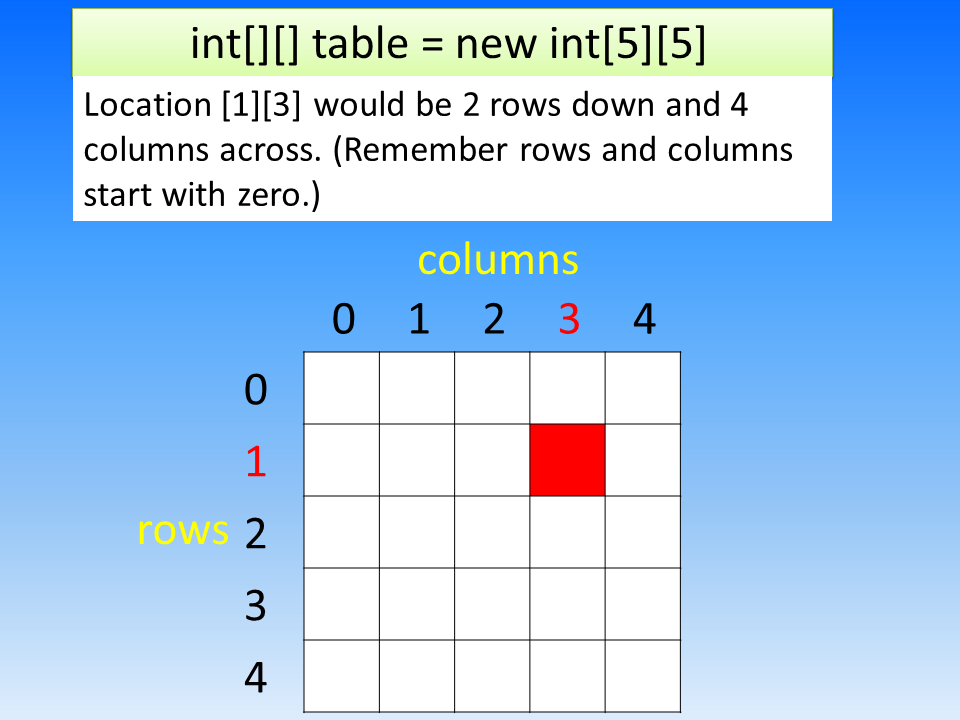 int[][] table = new int[5][5]
Location [1][3] would be 2 rows down and 4
columns across. (Remember rows and columns
start with zero.)
columns
0 1 2 3 4
0
1
rows 2
3
4